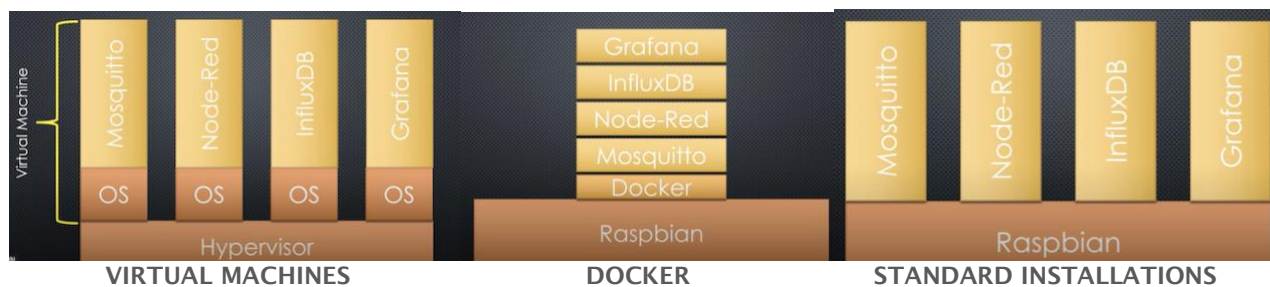 Virtual Machine
Mosquitto
Node-Red
InfluxDB
Grafana
OS
OS
OS
OS
Hypervisor
VIRTUAL MACHINES
Grafana
InfluxDB
Node-Red
Mosquitto
Docker
Raspbian
DOCKER
Mosquitto
Node-Red
InfluxDB
Grafana
Raspbian
STANDARD INSTALLATIONS